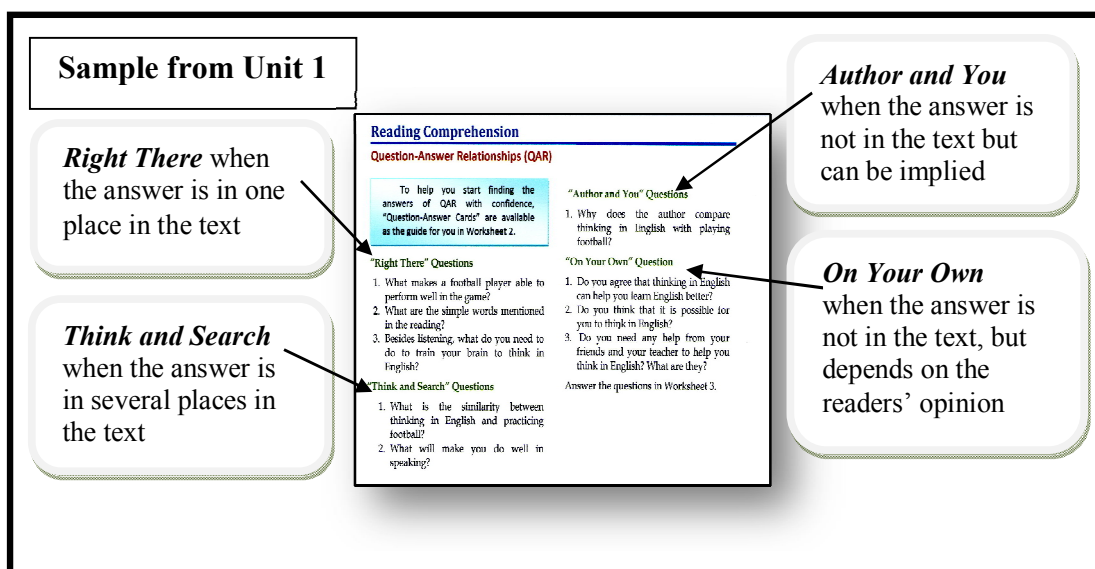 Sample from Unit 1
Right There when
the answer is in one
place in the text
Think and Search
when the answer is
in several places in
the text
Reading Comprehension
Question-Answer Relationships (QAR)
To help you start finding the
answers of QAR with confidence,
"Question-Answer Cards" are available
as the guide for you in Worksheet 2.
"Right There" Questions
1. What makes a football player able to
perform well in the game?
2. What are the simple words mentioned
in the reading?
3. Besides listening, what do you need to
do to train your brain to think in
English?
"Think and Search" Questions
1. What is the similarity between
thinking in English and practicing
football?
2. What will make you do well in
speaking?
"Author and You" Questions
1. Why does the author compare
thinking in English with playing
football?
"On Your Own" Question
1. Do you agree that thinking in English
can help you learn English better?
2. Do you think that it is possible for
you to think in English?
3. Do you need any help from your
friends and your teacher to help you
think in English? What are they?
Answer the questions in Worksheet 3.
Author and You
when the answer is
not in the text but
can be implied
On Your Own
when the answer is
not in the text, but
depends on the
readers' opinion